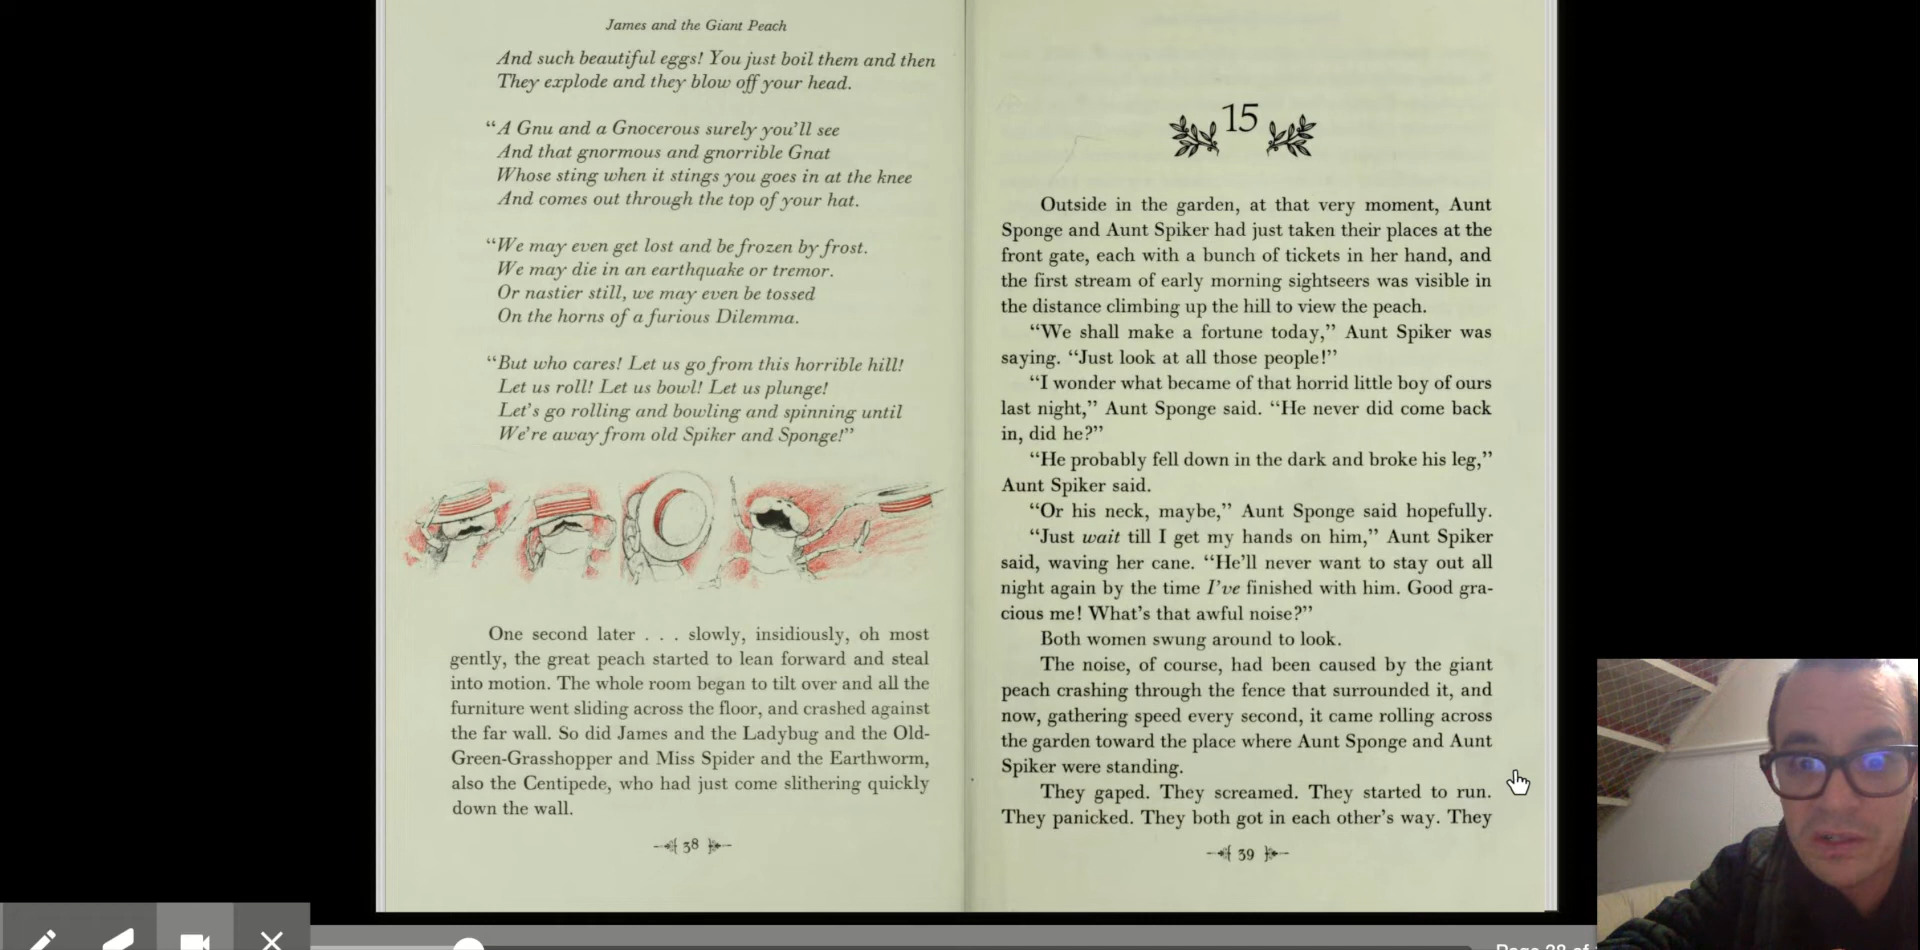 James and the Giant Peach
And such beautiful eggs! You just boil them and then
They explode and they blow off your head.
“A Gnu and a Gnocerous surely you’ll see
And that gnormous and gnorrible Gnat
Whose sting when it stings you goes in at the knee
And comes out through the top of your hat.
“We may even get lost and be frozen by frost.
We may die in an earthquake or tremor.
Or nastier still, we may even be tossed
On the horns of a furious Dilemma.
“But who cares! Let us go from this horrible hill!
Let us roll! Let us bowl! Let us plunge!
Let’s go rolling and bowling and spinning until
We’re away from old Spiker and Sponge!”
One second later . . . slowly, insidiously, oh most
gently, the great peach started to lean forward and steal
into motion. The whole room began to tilt over and all the
furniture went sliding across the floor, and crashed against
the far wall. So did James and the Ladybug and the Old-
Green-Grasshopper and Miss Spider and the Earthworm,
also the Centipede, who had just come slithering quickly
down the wall.
38
15
Outside in the garden, at that very moment, Aunt
Sponge and Aunt Spiker had just taken their places at the
front gate, each with a bunch of tickets in her hand, and
the first stream of early morning sightseers was visible in
the distance climbing up the hill to view the peach.
“We shall make a fortune today,” Aunt Spiker was
saying. “Just look at all those people!”
“I wonder what became of that horrid little boy of ours
last night,” Aunt Sponge said. “He never did come back
in, did he?”
“He probably fell down in the dark and broke his leg,”
Aunt Spiker said.
“Or his neck, maybe,” Aunt Sponge said hopefully.
“Just wait till I get my hands on him,” Aunt Spiker
said, waving her cane. “He’ll never want to stay out all
night again by the time I’ve finished with him. Good gra-
cious me! What’s that awful noise?”
Both women swung around to look.
The noise, of course, had been caused by the giant
peach crashing through the fence that surrounded it, and
now, gathering speed every second, it came rolling across
the garden toward the place where Aunt Sponge and Aunt
Spiker were standing.
They gaped. They screamed. They started to run.
They panicked. They both got in each other’s way. They
39
Page 38 of